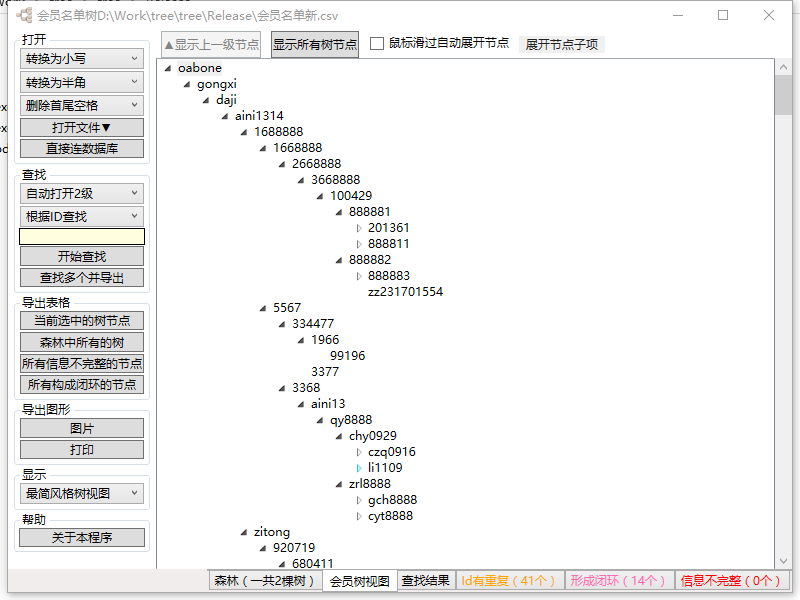 会员名单树D:\Work\tree\tree\Release\会员名单新.csv
打开
转换为小写
转换为半角
删除首尾空格
打开文件▼
直接连数据库
查找
自动打开2级
根据ID查找
开始查找
查找多个并导出
导出表格
当前选中的树节点
森林中所有的树
所有信息不完整的节点
所有构成闭环的节点
导出图形
图片
打印
显示
最简风格树视图
帮助
关于本程序
▲显示上一级节点 显示所有树节点 鼠标滑过自动展开节点 展开节点子项
oabone
gongxi
daji
aini1314
1688888
1668888
2668888
3668888
100429
888881
201361
888811
888882
888883
zz231701554
5567
334477
1966
99196
3377
3368
aini13
qy8888
chy0929
czq0916
li1109
zrl8888
gch8888
cyt8888
zitong
920719
680411
森林（一共2棵树） 会员树视图 查找结果 Id有重复（41个） 形成闭环（14个） 信息不完整（0个）